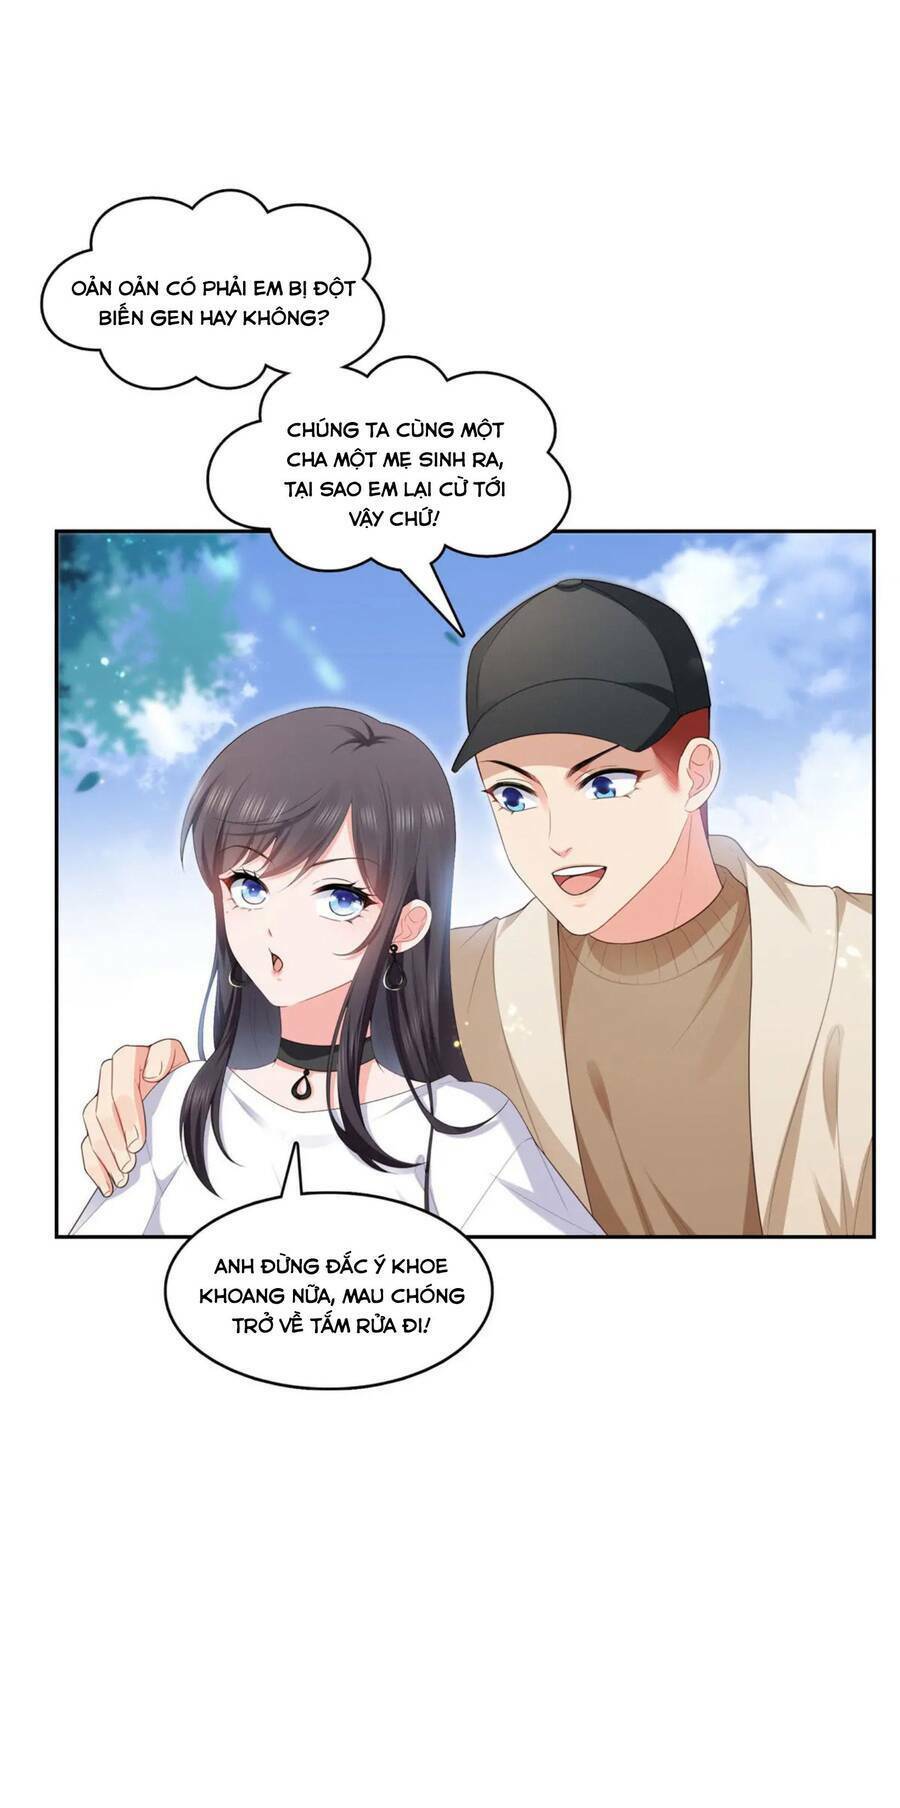 OẢN OẢN CÓ PHẢI EM BỊ ĐỘT
BIẾN GEN HAY KHÔNG?
CHÚNG TA CÙNG MỘT
CHA MỘT MẸ SINH RA,
TẠI SAO EM LẠI CỪ TỚI
VẬY CHỨ!
ANH ĐỪNG ĐẮC Ý KHOE
KHOANG NỮA, MAU CHÓNG
TRỞ VỀ TẮM RỬA ĐI!